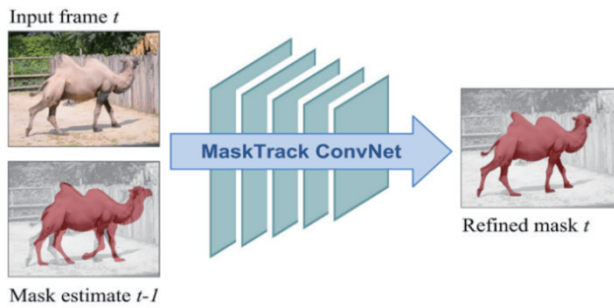 Input frame t
MaskTrack ConvNet
Refined mask t
Mask estimate t-1